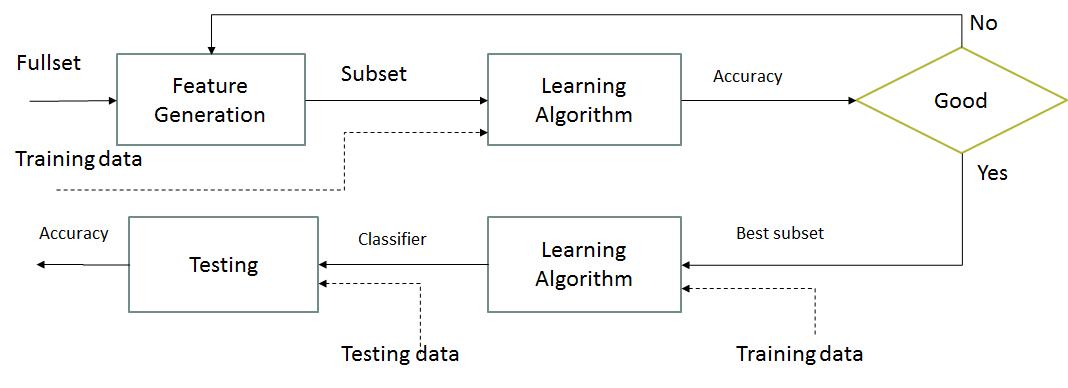 No
Fullset
Feature
Generation
Subset
Learning
Algorithm
Accuracy
Good
Training data
Yes
Accuracy
Testing
Classifier
Learning
Algorithm
Best subset
Testing data
Training data